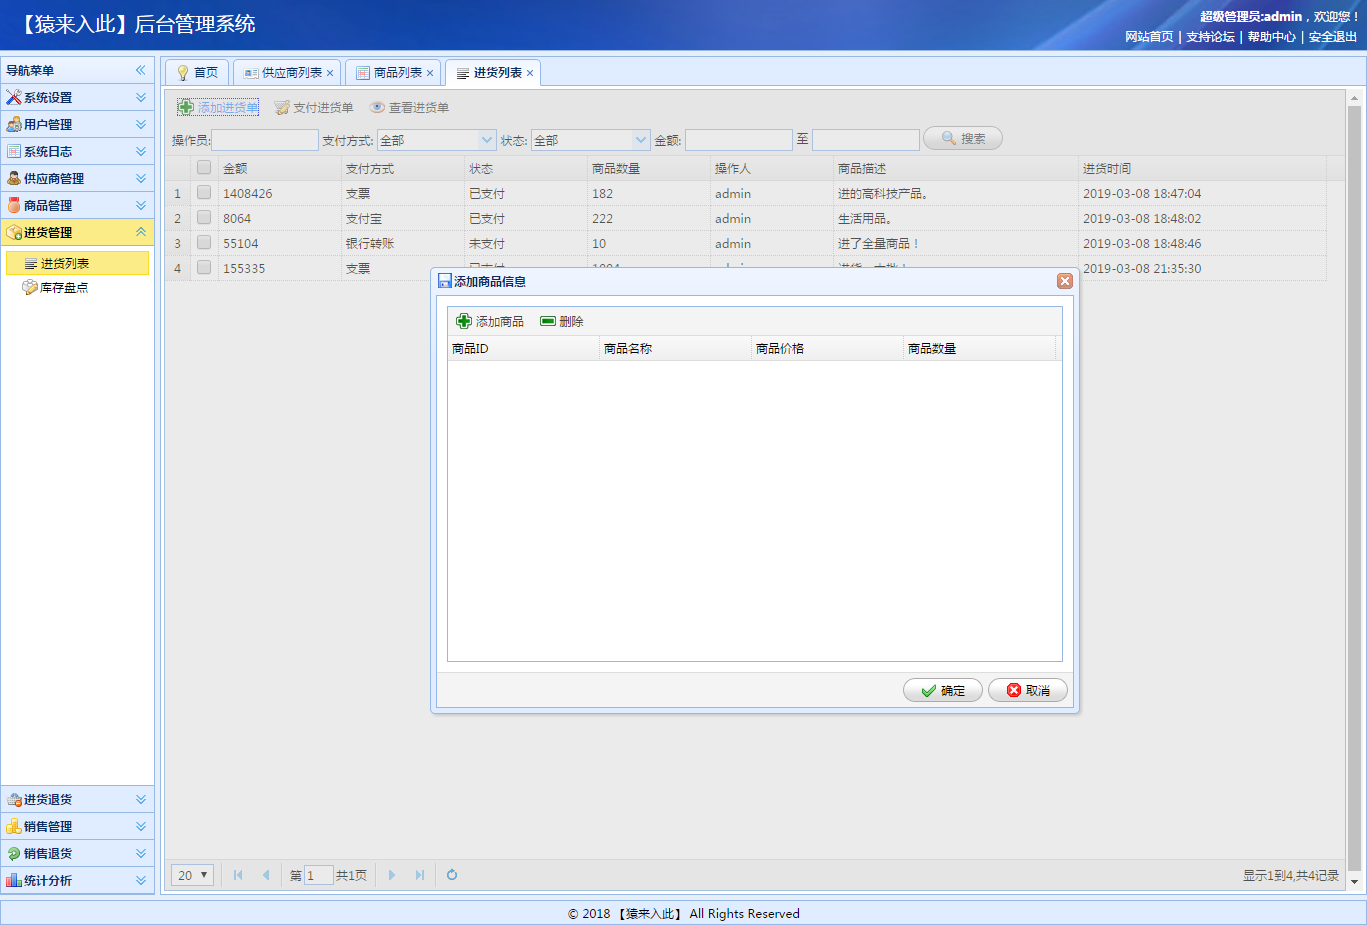 【猿来入此】后台管理系统
超级管理员:admin，欢迎您！
网站首页 | 支持论坛 | 帮助中心 | 安全退出
导航菜单
系统设置
用户管理
系统日志
供应商管理
商品管理
进货管理
进货列表
库存盘点
进货退货
销售管理
销售退货
统计分析
首页 供应商列表 商品列表 进货列表
添加进货单 支付进货单 查看进货单
操作员: 支付方式: 全部 状态: 全部 金额: 至 搜索
金额 支付方式 状态 商品数量 操作人 商品描述 进货时间
1 1408426 支票 已支付 182 admin 进的高科技产品。 2019-03-08 18:47:04
2 8064 支付宝 已支付 222 admin 生活用品。 2019-03-08 18:48:02
3 55104 银行转账 未支付 10 admin 进了全量商品！ 2019-03-08 18:48:46
4 155335 支票 2019-03-08 21:35:30
添加商品信息
添加商品 删除
商品ID 商品名称 商品价格 商品数量
确定 取消
20 第 1 共1页 显示1到4,共4记录
© 2018 【猿来入此】 All Rights Reserved